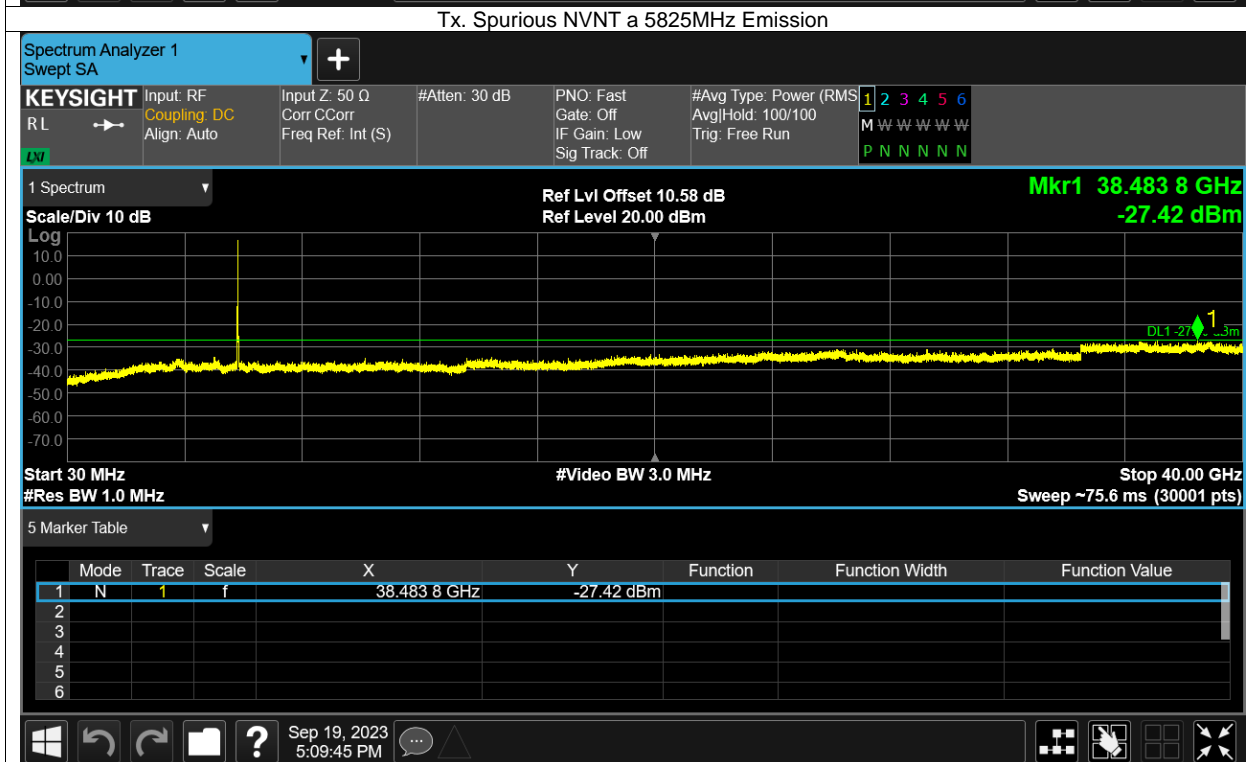 Tx. Spurious NVNT a 5825MHz Emission
Spectrum Analyzer 1
Swept SA
KEYSIGHT
RL
LXI
Input: RF
Coupling: DC
Align: Auto
Input Z: 50 Ω
Corr CCorr
Freq Ref: Int (S)
#Atten: 30 dB
PNO: Fast
Gate: Off
IF Gain: Low
Sig Track: Off
#Avg Type: Power (RMS
Avg|Hold: 100/100
Trig: Free Run
1 2 3 4 5 6
M W W W W W
P N N N N N
1 Spectrum
Scale/Div 10 dB
Ref Lvl Offset 10.58 dB
Ref Level 20.00 dBm
Mkr1 38.483 8 GHz
-27.42 dBm
Log
10.0
0.00
-10.0
-20.0
-30.0
-40.0
-50.0
-60.0
-70.0
1
Start 30 MHz
#Res BW 1.0 MHz
#Video BW 3.0 MHz
Stop 40.00 GHz
Sweep ~75.6 ms (30001 pts)
5 Marker Table
Mode Trace Scale X Y Function Function Width Function Value
1 N 1 f 38.483 8 GHz -27.42 dBm
2
3
4
5
6
?
Sep 19, 2023
5:09:45 PM